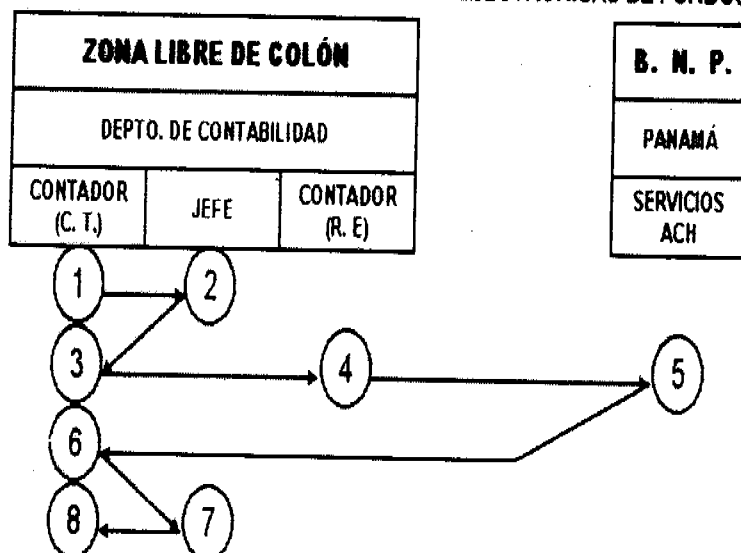 ZONA LIBRE DE COLÓN
DEPTO. DE CONTABILIDAD
CONTADOR
(C. T.)
JEFE
CONTADOR
(R. E)
B. N. P.
PANAMÁ
SERVICIOS
ACH
1
2
3
4
5
6
8
7